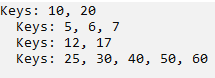 Keys: 10, 20
Keys: 5, 6, 7
Keys: 12, 17
Keys: 25, 30, 40, 50, 60